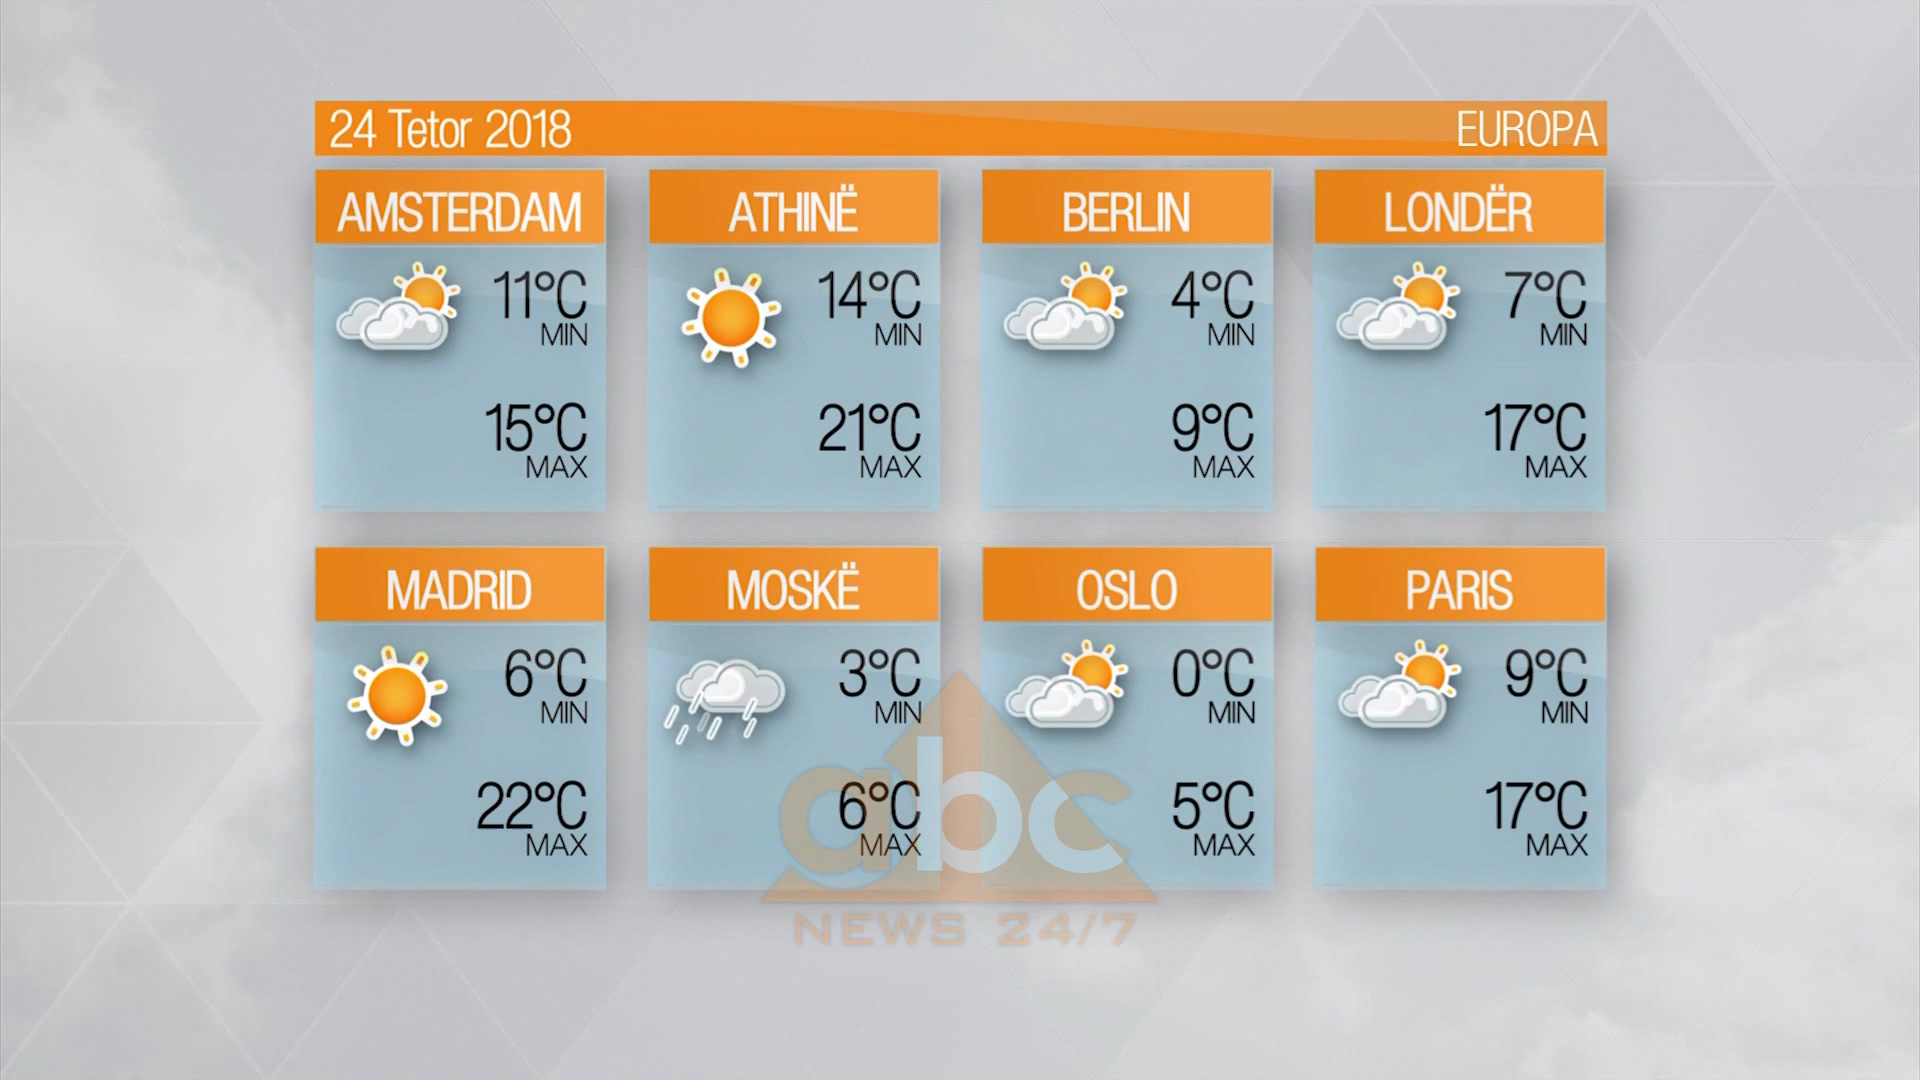 24 Tetor 2018 EUROPA
AMSTERDAM
11°C
MIN
15°C
MAX
ATHINË
14°C
MIN
21°C
MAX
BERLIN
4°C
MIN
9°C
MAX
LONDËR
7°C
MIN
17°C
MAX
MADRID
6°C
MIN
22°C
MAX
MOSKË
3°C
MIN
6°C
MAX
OSLO
0°C
MIN
5°C
MAX
PARIS
9°C
MIN
17°C
MAX
abc
NEWS 24/7